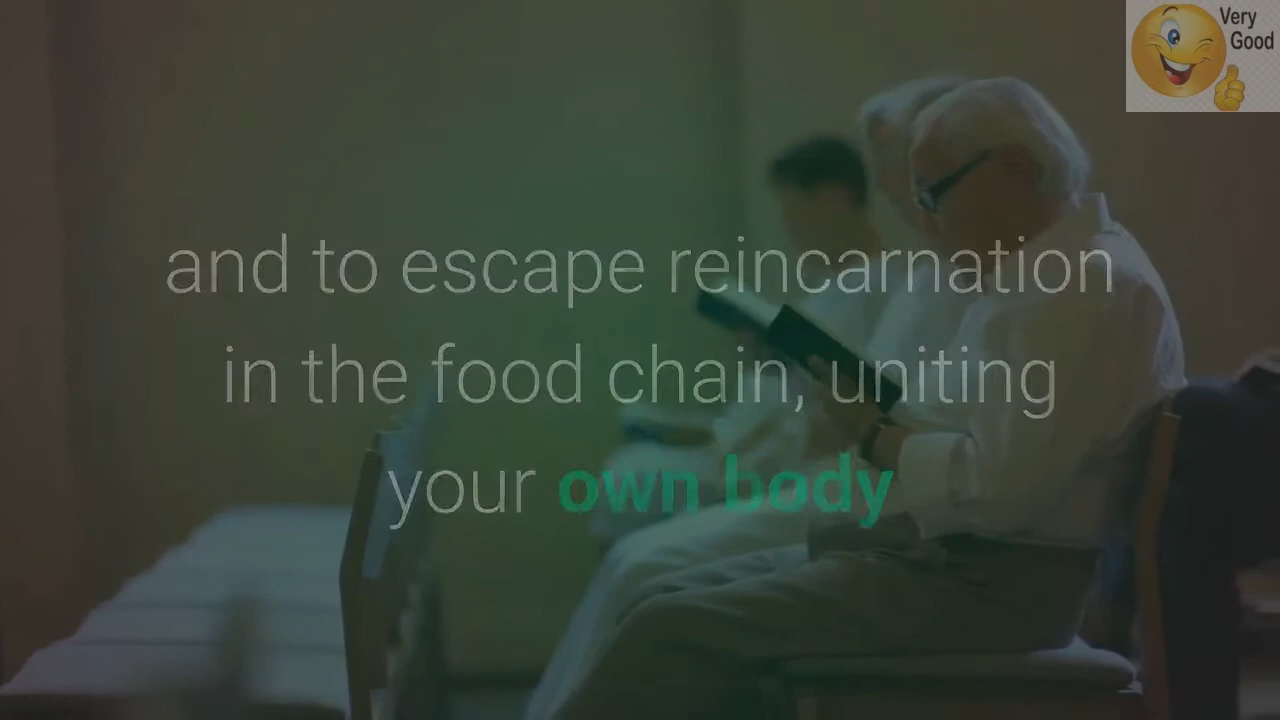 Very
Good
and to escape reincarnation
in the food chain, uniting
your own body